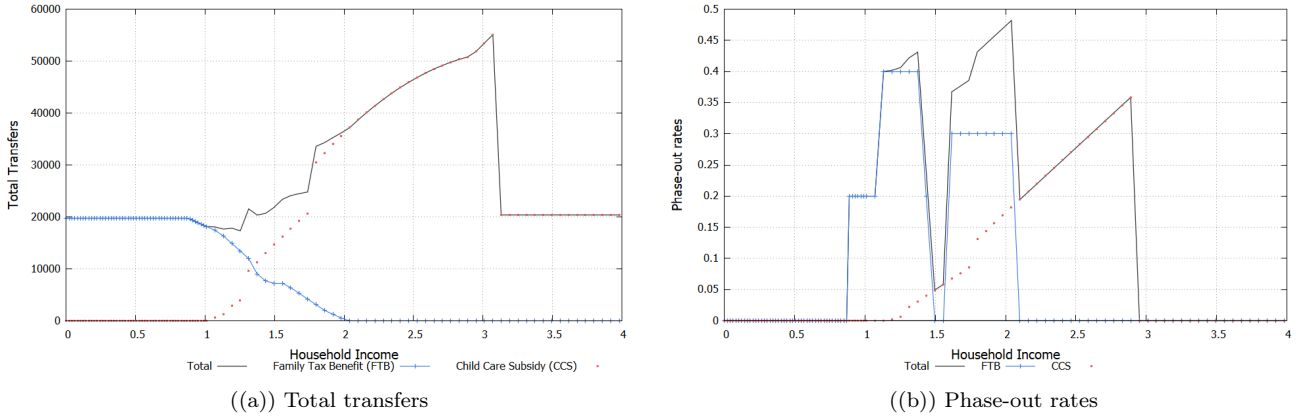 60000
50000
40000
30000
20000
10000
0
Total Transfers
0 0.5 1 1.5 2 2.5 3 3.5 4
Household Income
Total Family Tax Benefit (FTB) Child Care Subsidy (CCS)
((a)) Total transfers
0.5
0.45
0.4
0.35
0.3
0.25
0.2
0.15
0.1
0.05
0
Phase-out rates
0 0.5 1 1.5 2 2.5 3 3.5 4
Household Income
Total FTB CCS
((b)) Phase-out rates